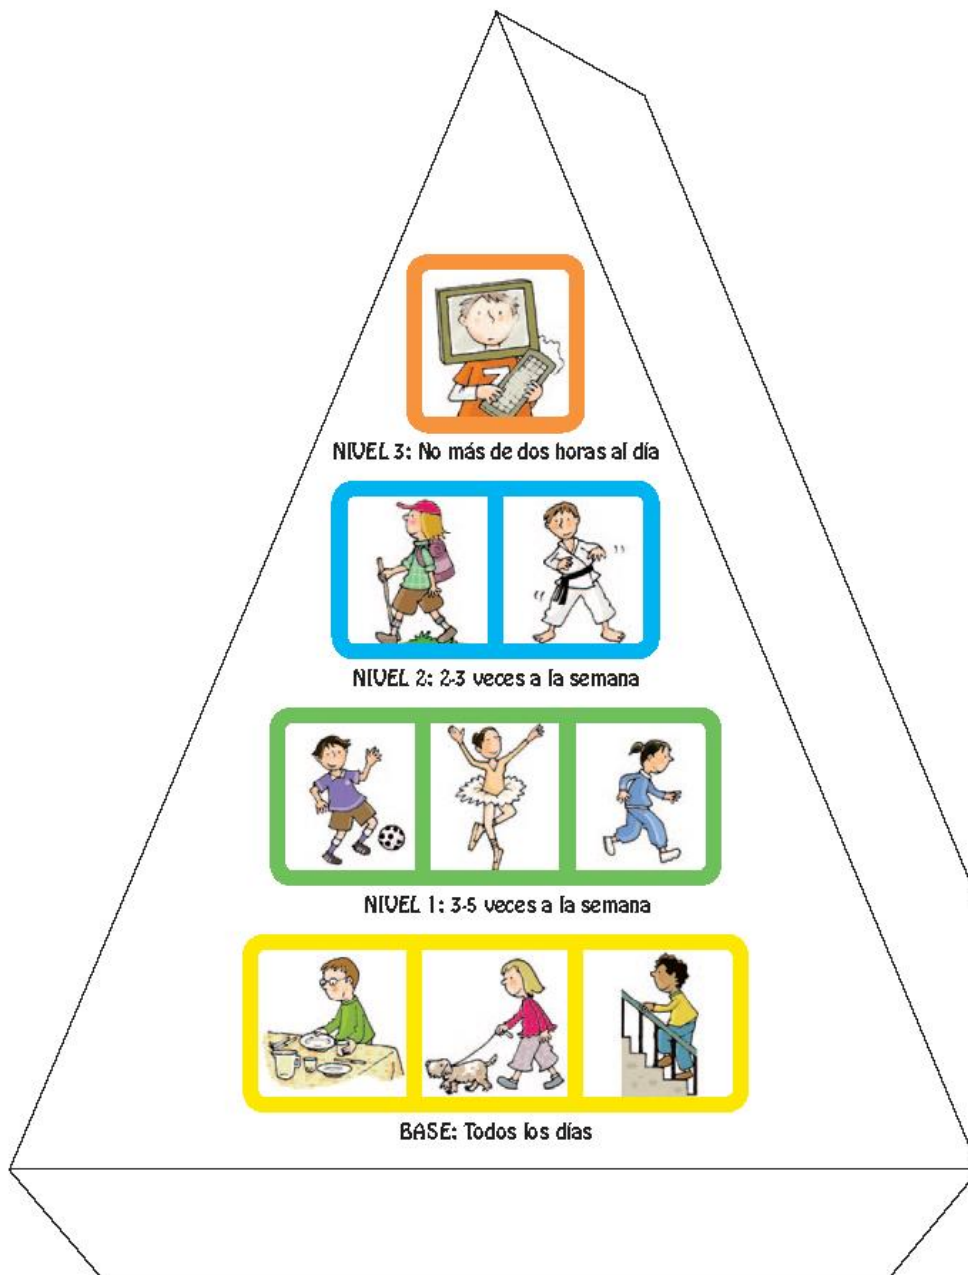 NIVEL 3: No más de dos horas al día
NIVEL 2: 2-3 veces a la semana
NIVEL 1: 3-5 veces a la semana
BASE: Todos los días